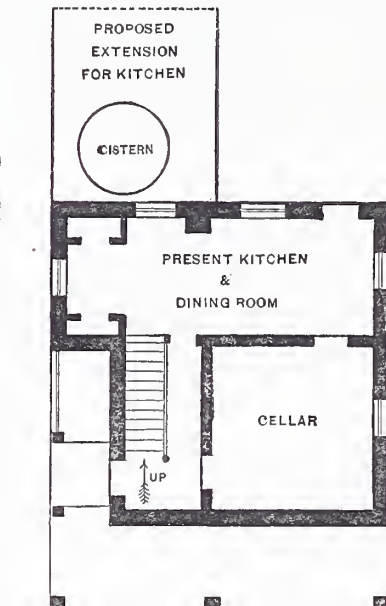 PROPOSED
EXTENSION
FOR KITCHEN
CISTERN
PRESENT KITCHEN
&
DINING ROOM
CELLAR
UP